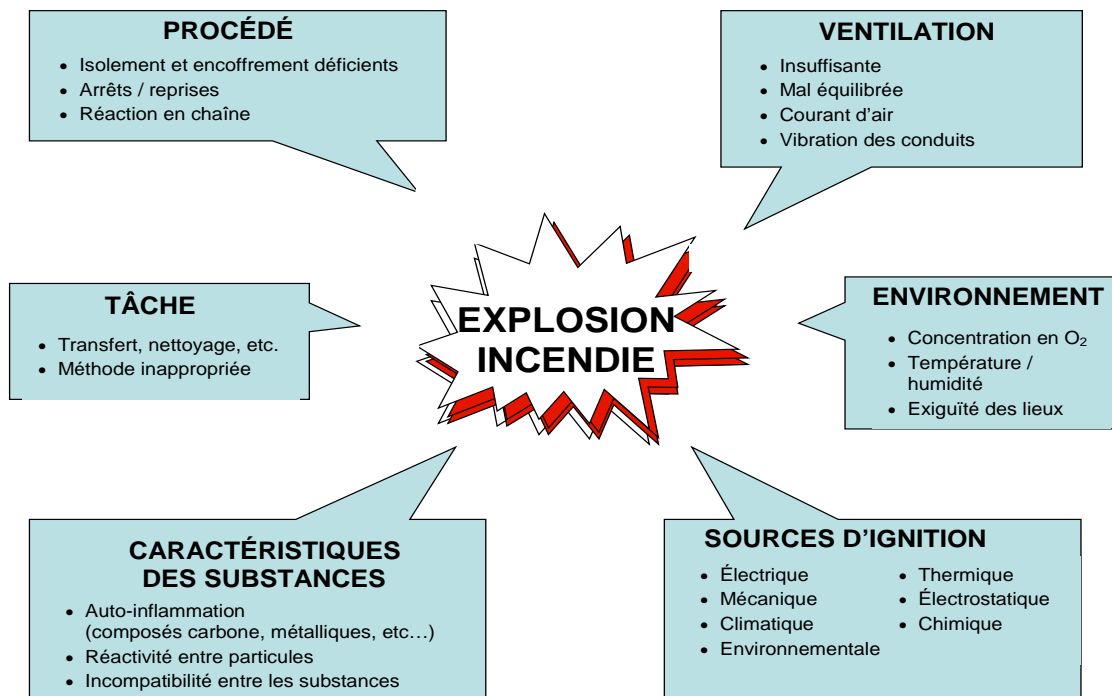 PROCÉDÉ
• Isolement et encoffrement déficients
• Arrêts / reprises
• Réaction en chaîne
VENTILATION
• Insuffisante
• Mal équilibrée
• Courant d'air
• Vibration des conduits
TÂCHE
• Transfert, nettoyage, etc.
• Méthode inappropriée
EXPLOSION
INCENDIE
ENVIRONNEMENT
• Concentration en O₂
• Température /
humidité
• Exiguïté des lieux
CARACTÉRISTIQUES
DES SUBSTANCES
• Auto-inflammation
(composés carbone, métalliques, etc…)
• Réactivité entre particules
• Incompatibilité entre les substances
SOURCES D'IGNITION
• Électrique
• Mécanique
• Climatique
• Environnementale
• Thermique
• Électrostatique
• Chimique